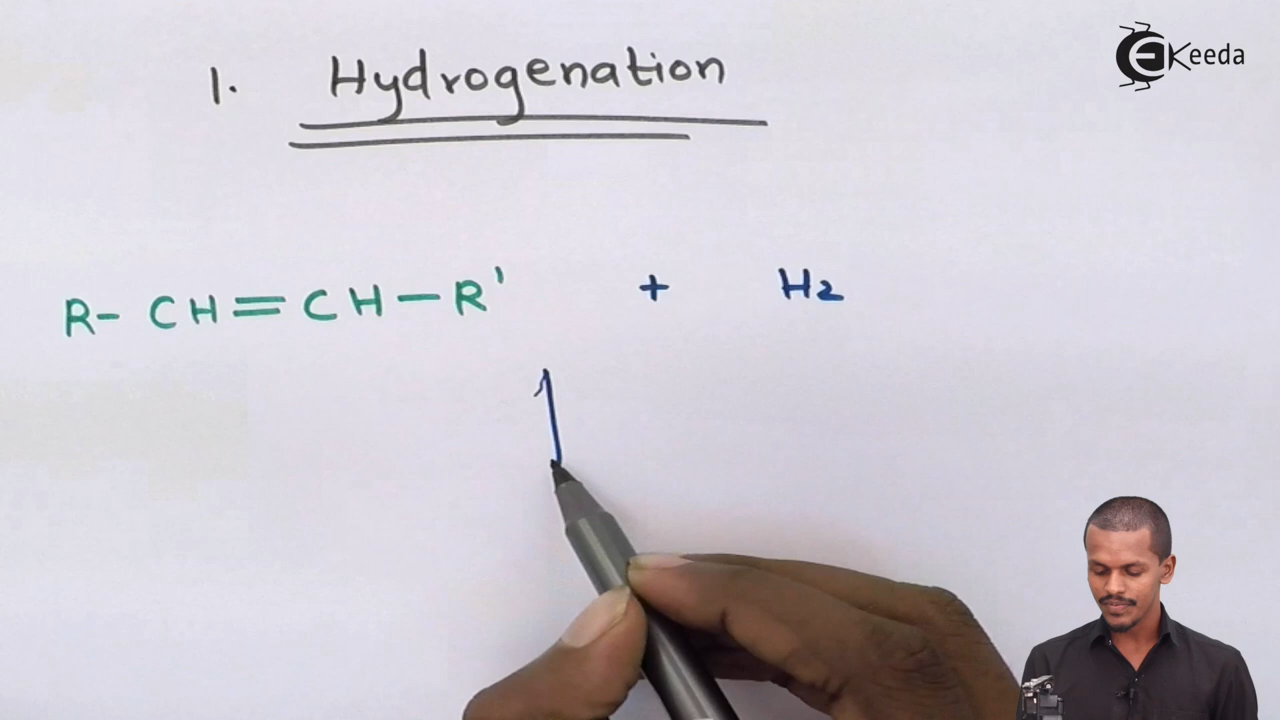 EKeeda
1. Hydrogenation
R- CH=CH-R' + H2